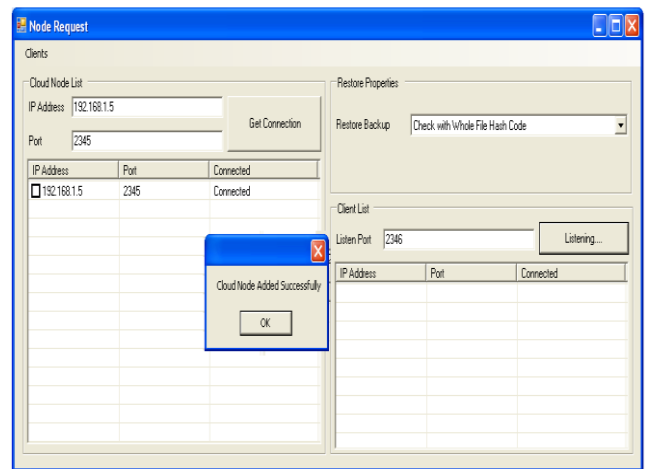 Node Request
Clients
Cloud Node List
IP Address 192.168.1.5
Port 2345
Get Connection
IP Address Port Connected
192.168.1.5 2345 Connected
Restore Properties
Restore Backup Check with Whole File Hash Code
Client List
Listen Port 2346 Listening....
IP Address Port Connected
Cloud Node Added Successfully
OK